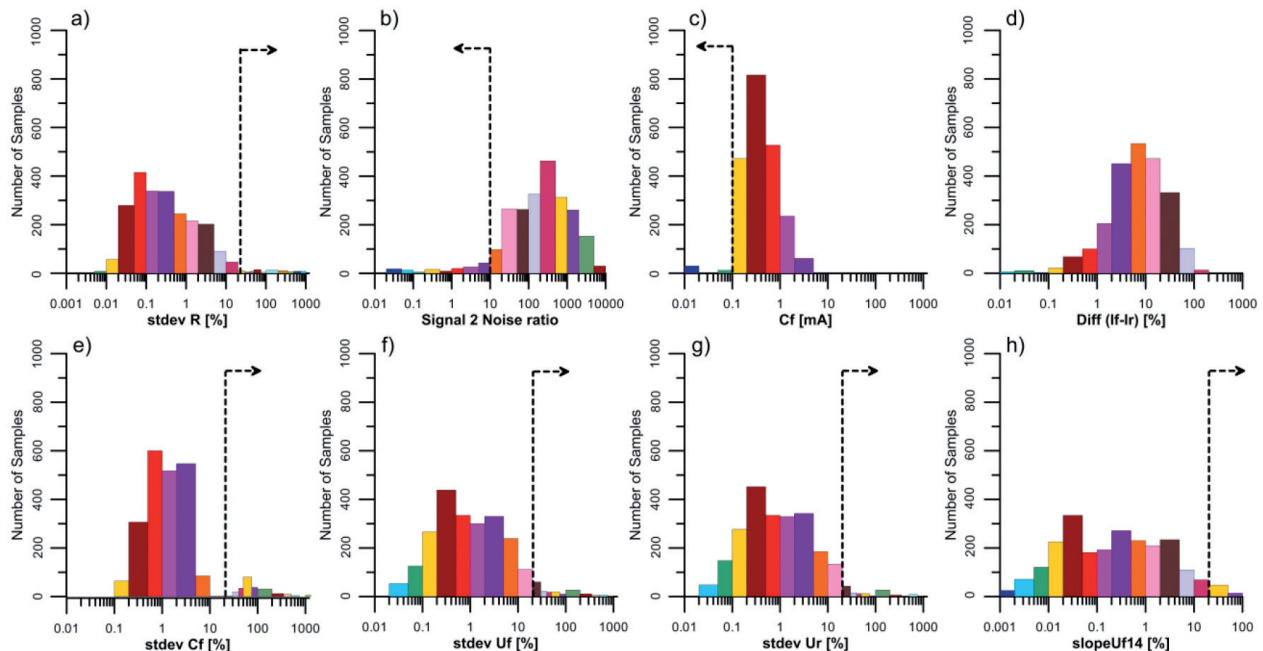 a) b) c) d)
Number of Samples
0 200 400 600 800 1000
0.001 0.01 0.1 1 10 100 1000
stdev R [%]
Number of Samples
0 200 400 600 800 1000
0.01 0.1 1 10 100 1000 10000
Signal 2 Noise ratio
Number of Samples
0 200 400 600 800 1000
0.01 0.1 1 10 100 1000
Cf [mA]
Number of Samples
0 200 400 600 800 1000
0.01 0.1 1 10 100 1000
Diff (If-Ir) [%]
e) f) g) h)
Number of Samples
0 200 400 600 800 1000
0.01 0.1 1 10 100 1000
stdev Cf [%]
Number of Samples
0 200 400 600 800 1000
0.01 0.1 1 10 100 1000
stdev Uf [%]
Number of Samples
0 200 400 600 800 1000
0.01 0.1 1 10 100 1000
stdev Ur [%]
Number of Samples
0 200 400 600 800 1000
0.001 0.01 0.1 1 10 100
slopeUf14 [%]